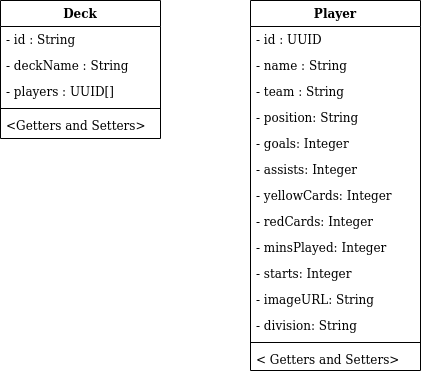 Deck
- id : String
- deckName : String
- players : UUID[]
<Getters and Setters>
Player
- id : UUID
- name : String
- team : String
- position: String
- goals: Integer
- assists: Integer
- yellowCards: Integer
- redCards: Integer
- minsPlayed: Integer
- starts: Integer
- imageURL: String
- division: String
< Getters and Setters>